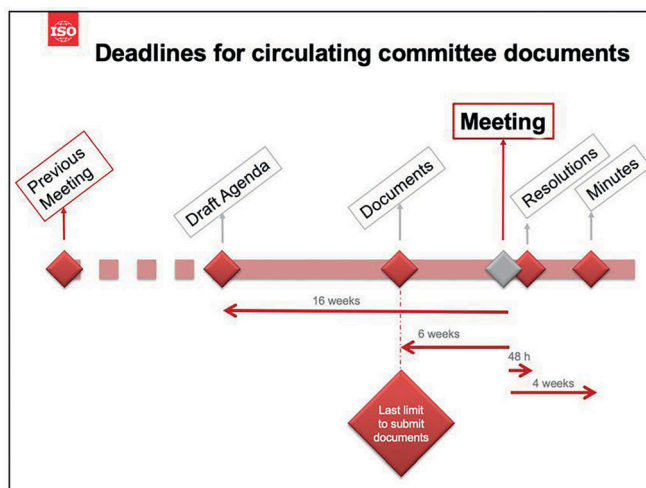 ISO
Deadlines for circulating committee documents
Meeting
Previous
Meeting
Draft Agenda
Documents
Resolutions
Minutes
16 weeks
6 weeks
48 h
4 weeks
Last limit
to submit
documents